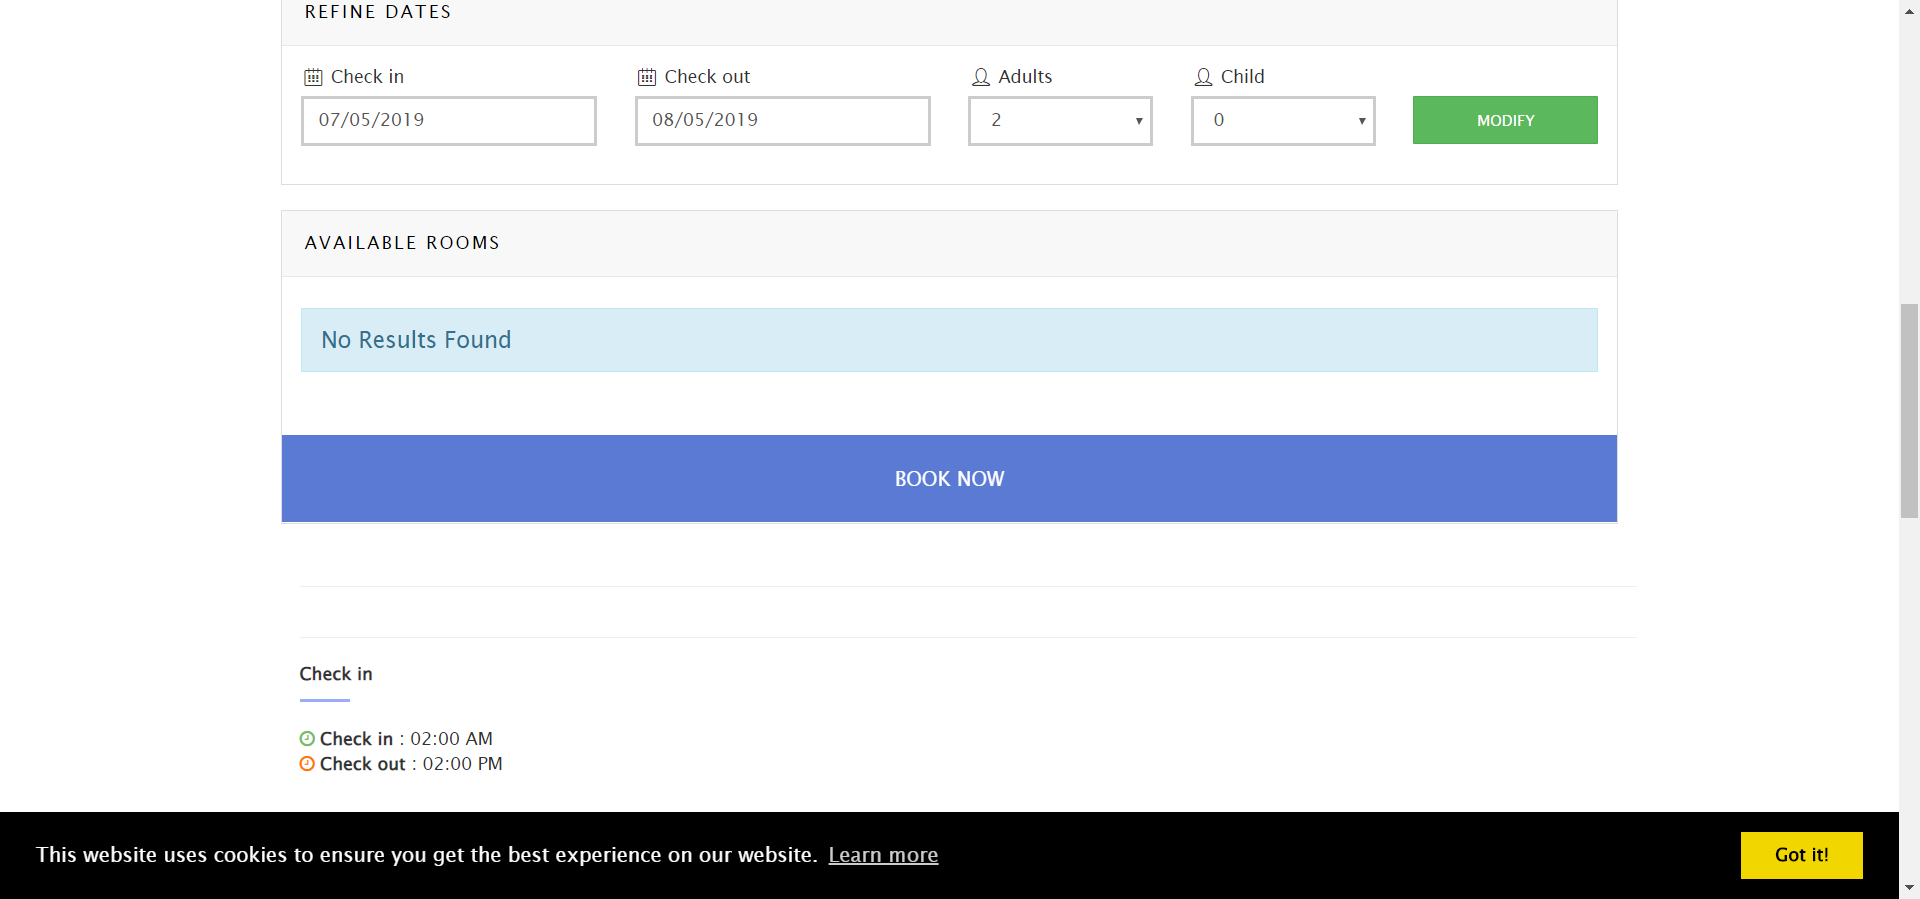 REFINE DATES
Check in
Check out
Adults
Child
07/05/2019
08/05/2019
2
0
MODIFY
AVAILABLE ROOMS
No Results Found
BOOK NOW
Check in
Check in : 02:00 AM
Check out : 02:00 PM
This website uses cookies to ensure you get the best experience on our website. Learn more
Got it!